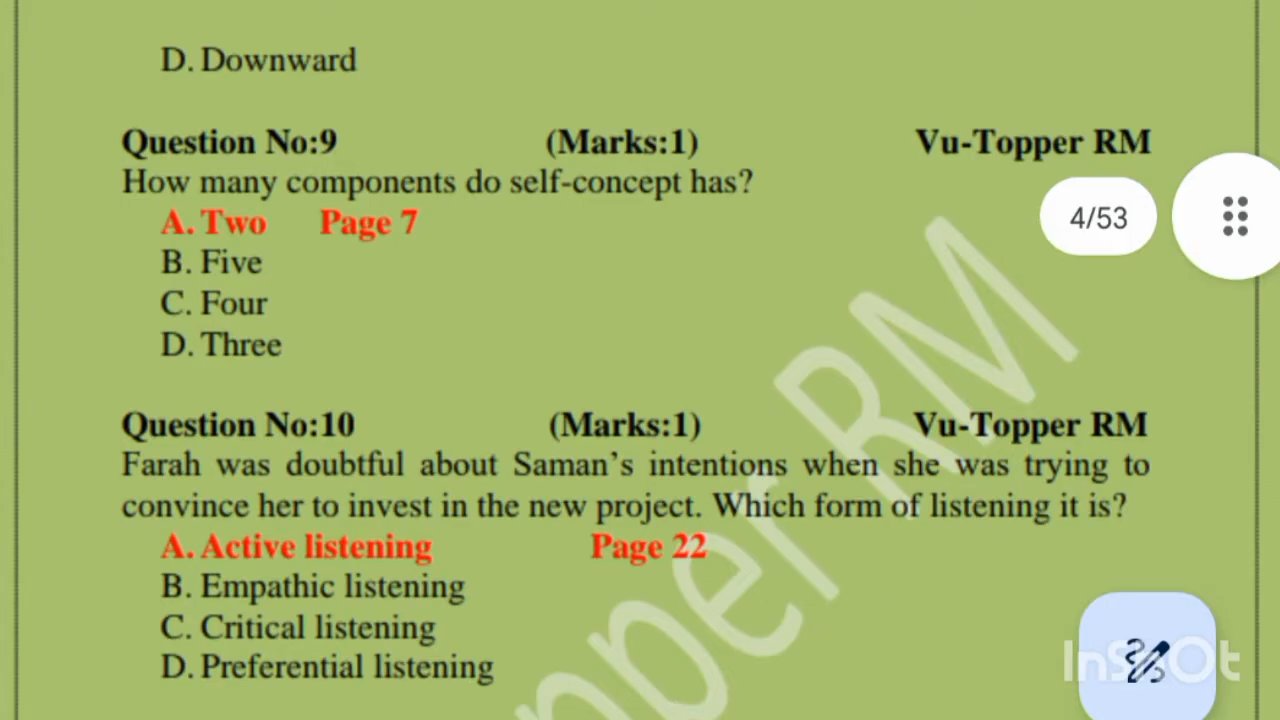 D. Downward
Question No:9 (Marks:1) Vu-Topper RM
How many components do self-concept has?
A. Two Page 7
B. Five
C. Four
D. Three
4/53
Question No:10 (Marks:1) Vu-Topper RM
Farah was doubtful about Saman's intentions when she was trying to
convince her to invest in the new project. Which form of listening it is?
A. Active listening Page 22
B. Empathic listening
C. Critical listening
D. Preferential listening
pper RM